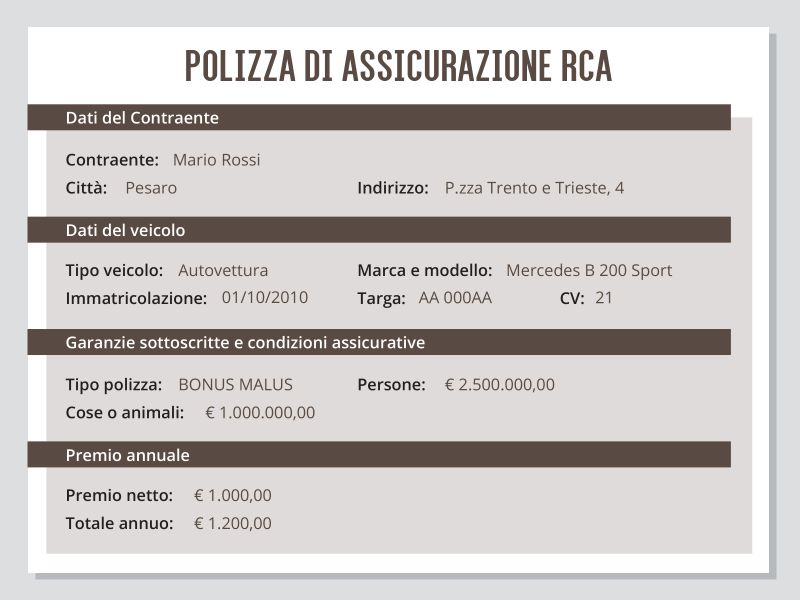 POLIZZA DI ASSICURAZIONE RCA
Dati del Contraente
Contraente: Mario Rossi
Città: Pesaro Indirizzo: P.zza Trento e Trieste, 4
Dati del veicolo
Tipo veicolo: Autovettura Marca e modello: Mercedes B 200 Sport
Immatricolazione: 01/10/2010 Targa: AA 000AA CV: 21
Garanzie sottoscritte e condizioni assicurative
Tipo polizza: BONUS MALUS Persone: € 2.500.000,00
Cose o animali: € 1.000.000,00
Premio annuale
Premio netto: € 1.000,00
Totale annuo: € 1.200,00